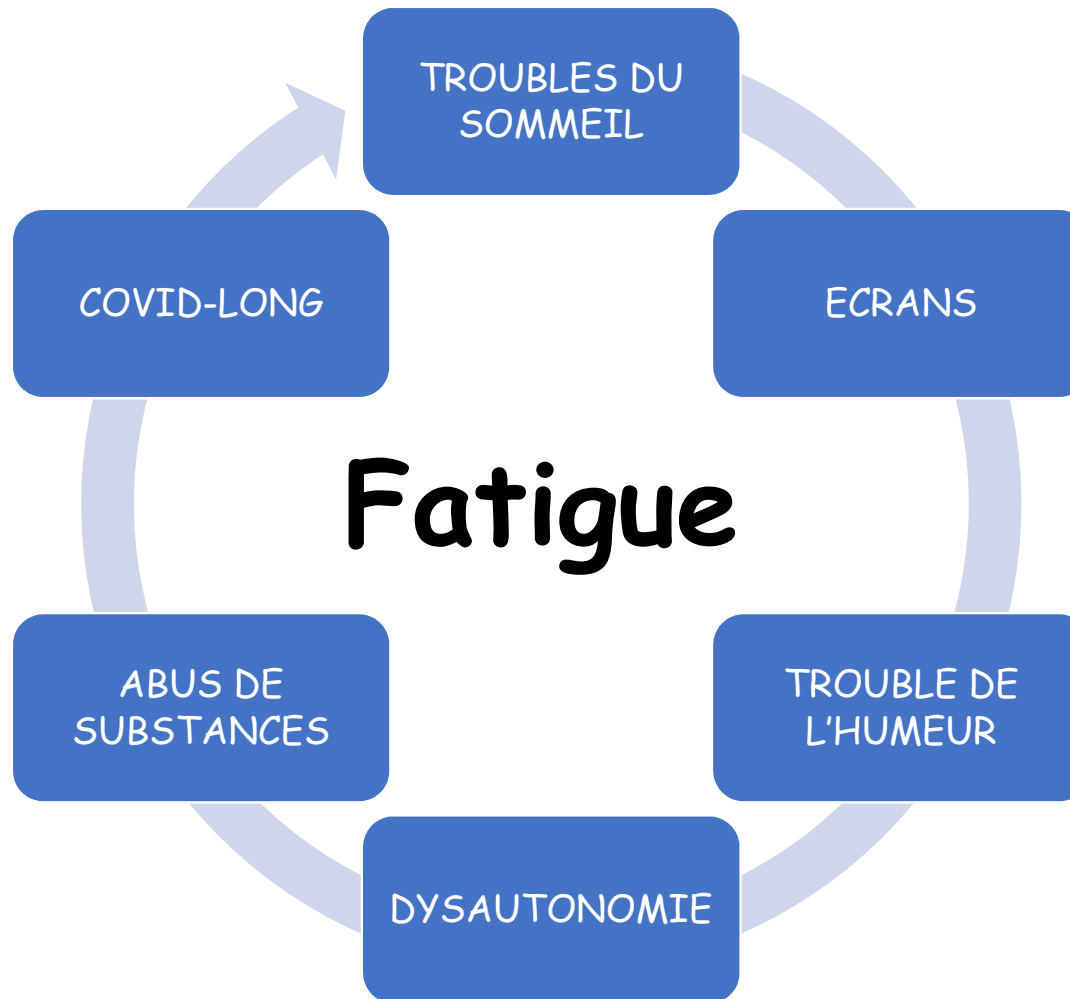 TROUBLES DU
SOMMEIL
COVID-LONG
ECRANS
Fatigue
ABUS DE
SUBSTANCES
TROUBLE DE
L'HUMEUR
DYSAUTONOMIE